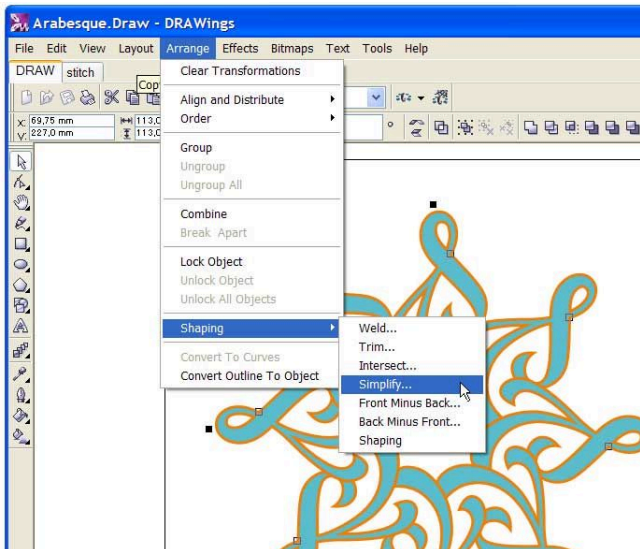 Arabesque.Draw - DRAWings
File Edit View Layout Arrange Effects Bitmaps Text Tools Help
DRAW stitch
Clear Transformations
Align and Distribute
Order
x: 69,75 mm
y: 227,0 mm
113,0
°
Group
Ungroup
Ungroup All
Combine
Break Apart
Lock Object
Unlock Object
Unlock All Objects
Shaping
Convert To Curves
Convert Outline To Object
Weld...
Trim...
Intersect...
Simplify...
Front Minus Back...
Back Minus Front...
Shaping